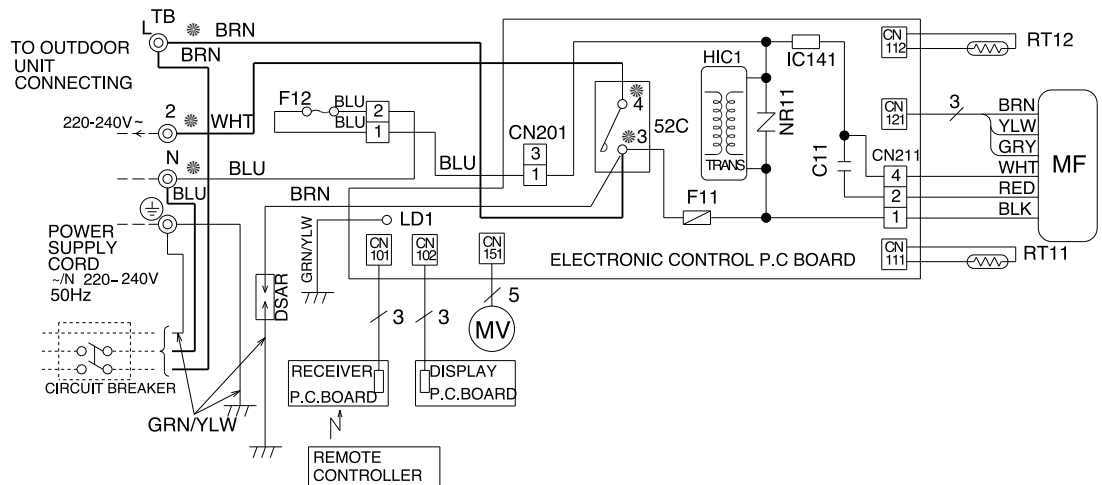 TB
L
BRN
BRN
TO OUTDOOR
UNIT
CONNECTING
2
220-240V~
WHT
N
BLU
BLU
F12
BLU
BLU
2
1
CN201
3
1
BLU
BRN
4
3
52C
HIC1
TRANS
NR11
IC141
C11
F11
CN
112
RT12
CN
121
3
BRN
YLW
GRY
WHT
RED
BLK
MF
CN211
4
2
1
CN
111
RT11
ELECTRONIC CONTROL P.C BOARD
LD1
GRN/YLW
CN
101
CN
102
CN
151
3
3
5
MV
DSAR
POWER
SUPPLY
CORD
~/N 220-240V
50Hz
CIRCUIT BREAKER
GRN/YLW
RECEIVER
P.C.BOARD
DISPLAY
P.C.BOARD
REMOTE
CONTROLLER